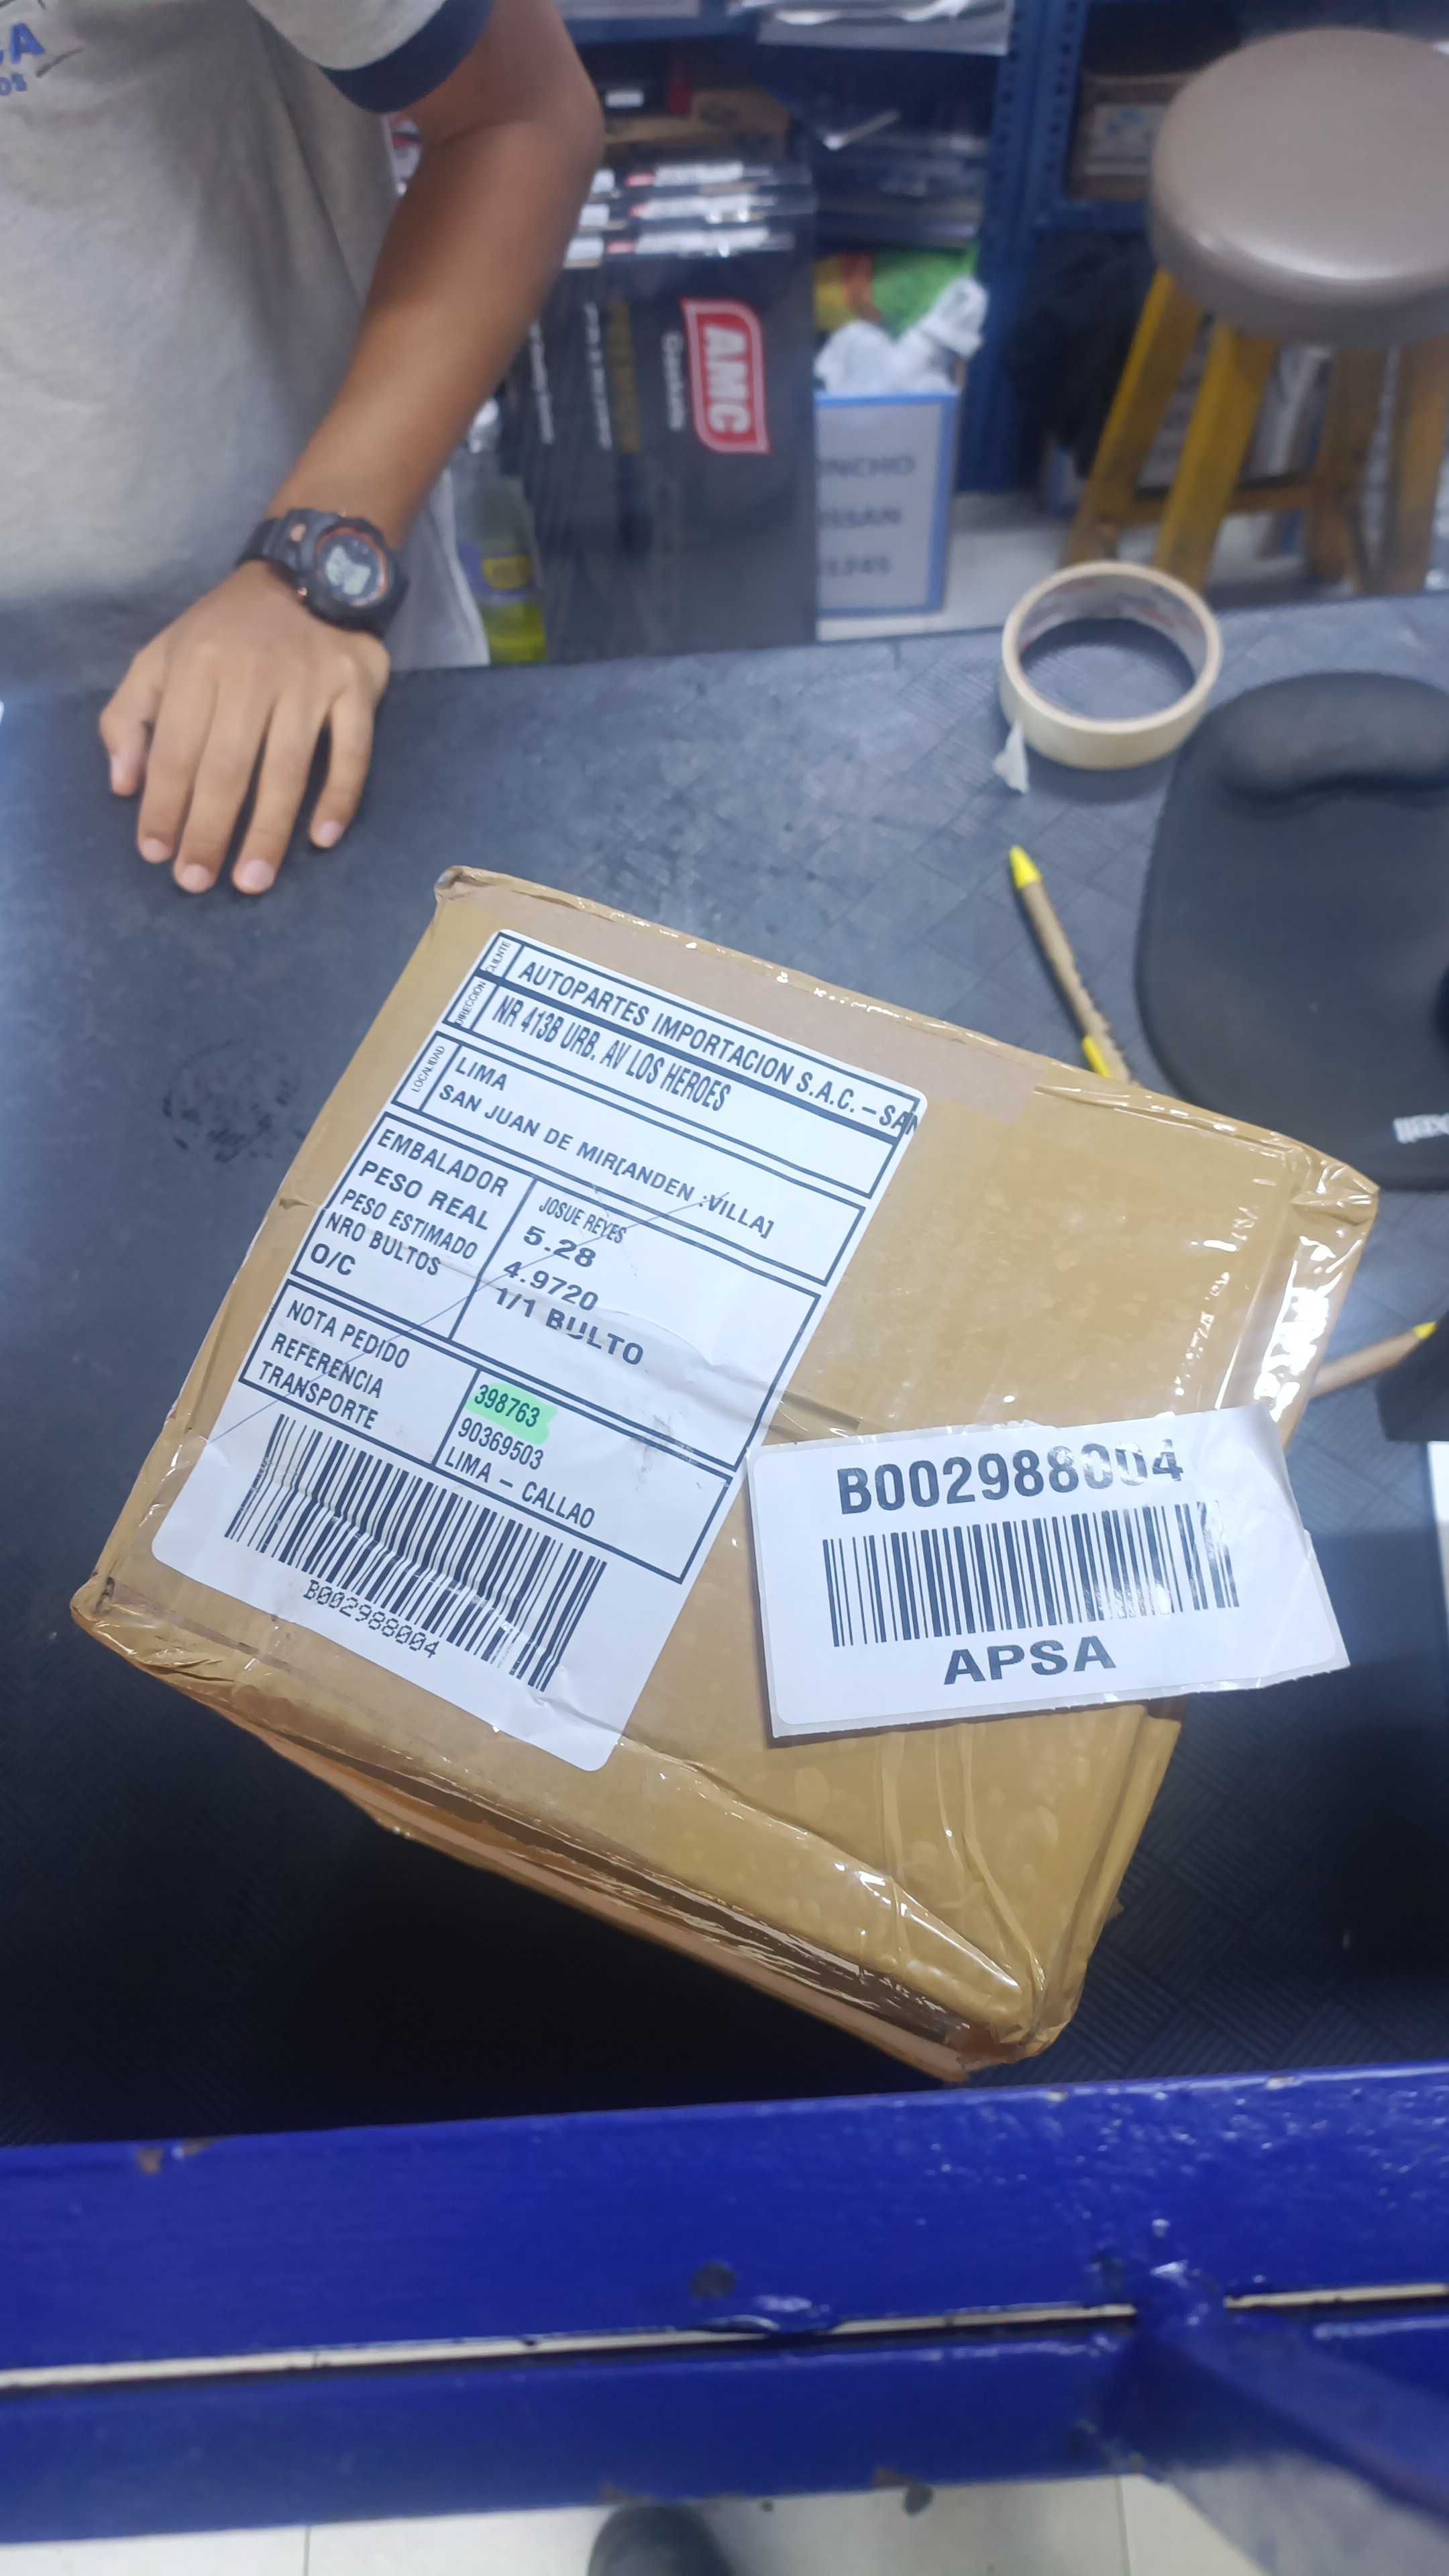 AMC
CLIENTE AUTOPARTES IMPORTACION S.A.C. – SAN
DIRECCION NR 413B URB. AV LOS HEROES
LOCALIDAD LIMA
SAN JUAN DE MIR[ANDEN :VILLA]
EMBALADOR JOSUE REYES
PESO REAL 5.28
PESO ESTIMADO 4.9720
NRO BULTOS 1/1 BULTO
O/C
NOTA PEDIDO 398763
REFERENCIA 90369503
TRANSPORTE LIMA – CALLAO
B002988004
B002988004
APSA